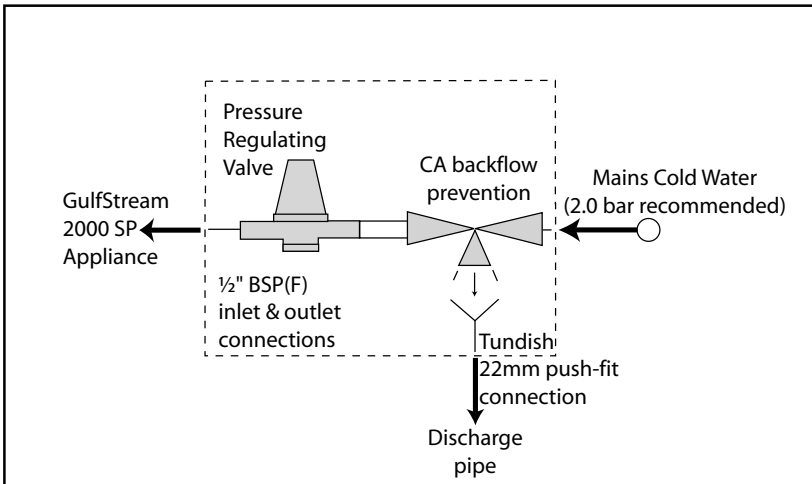 Pressure
Regulating
Valve
CA backflow
prevention
Mains Cold Water
(2.0 bar recommended)
GulfStream
2000 SP
Appliance
½" BSP(F)
inlet & outlet
connections
Tundish
22mm push-fit
connection
Discharge
pipe